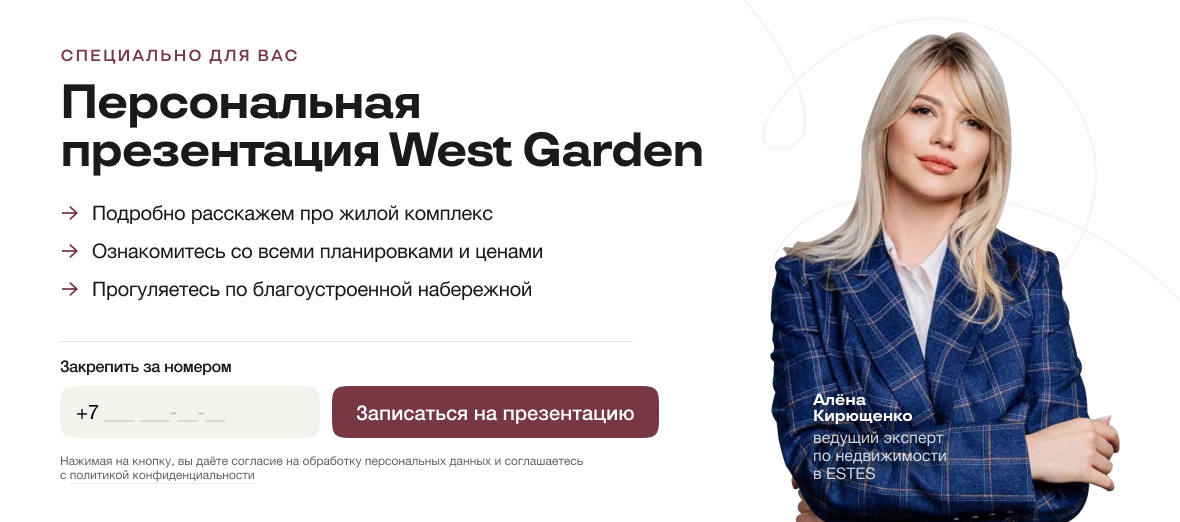 СПЕЦИАЛЬНО ДЛЯ ВАС
Персональная
презентация West Garden
→ Подробно расскажем про жилой комплекс
→ Ознакомитесь со всеми планировками и ценами
→ Прогуляетесь по благоустроенной набережной
Закрепить за номером
+7 ___ ___-__-__
Записаться на презентацию
Нажимая на кнопку, вы даёте согласие на обработку персональных данных и соглашаетесь
с политикой конфиденциальности
Алёна
Кирющенко
ведущий эксперт
по недвижимости
в ESTES